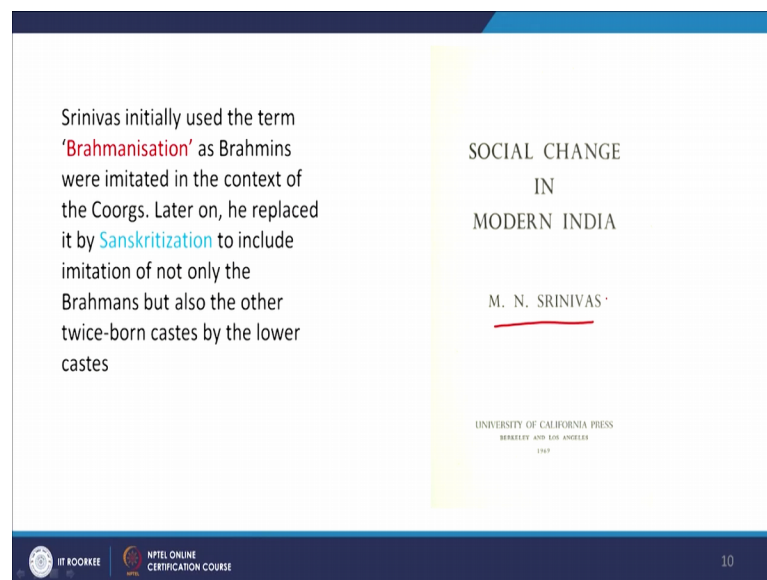 Srinivas initially used the term
‘Brahmanisation’ as Brahmins
were imitated in the context of
the Coorgs. Later on, he replaced
it by Sanskritization to include
imitation of not only the
Brahmans but also the other
twice-born castes by the lower
castes
SOCIAL CHANGE
IN
MODERN INDIA
M. N. SRINIVAS
UNIVERSITY OF CALIFORNIA PRESS
BERKELEY AND LOS ANGELES
IIT ROORKEE
NPTEL ONLINE
CERTIFICATION COURSE
10